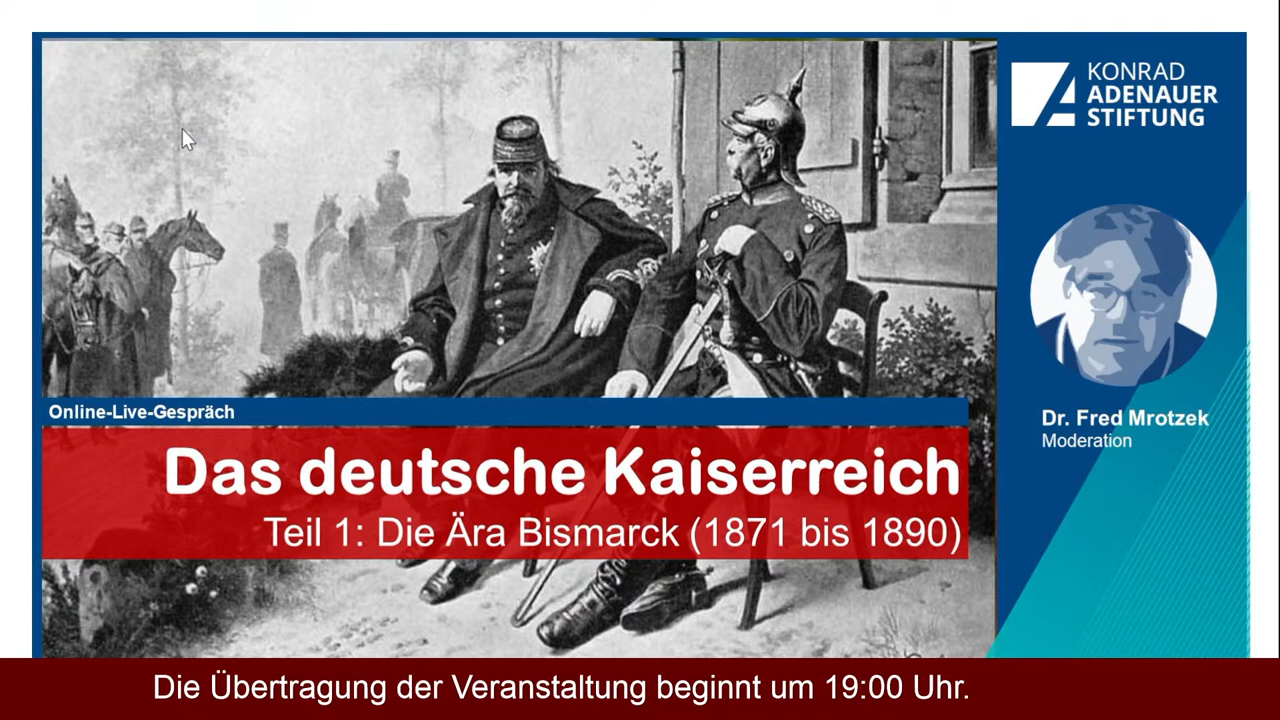 KONRAD
ADENAUER
STIFTUNG
Dr. Fred Mrotzek
Moderation
Online-Live-Gespräch
Das deutsche Kaiserreich
Teil 1: Die Ära Bismarck (1871 bis 1890)
Die Übertragung der Veranstaltung beginnt um 19:00 Uhr.